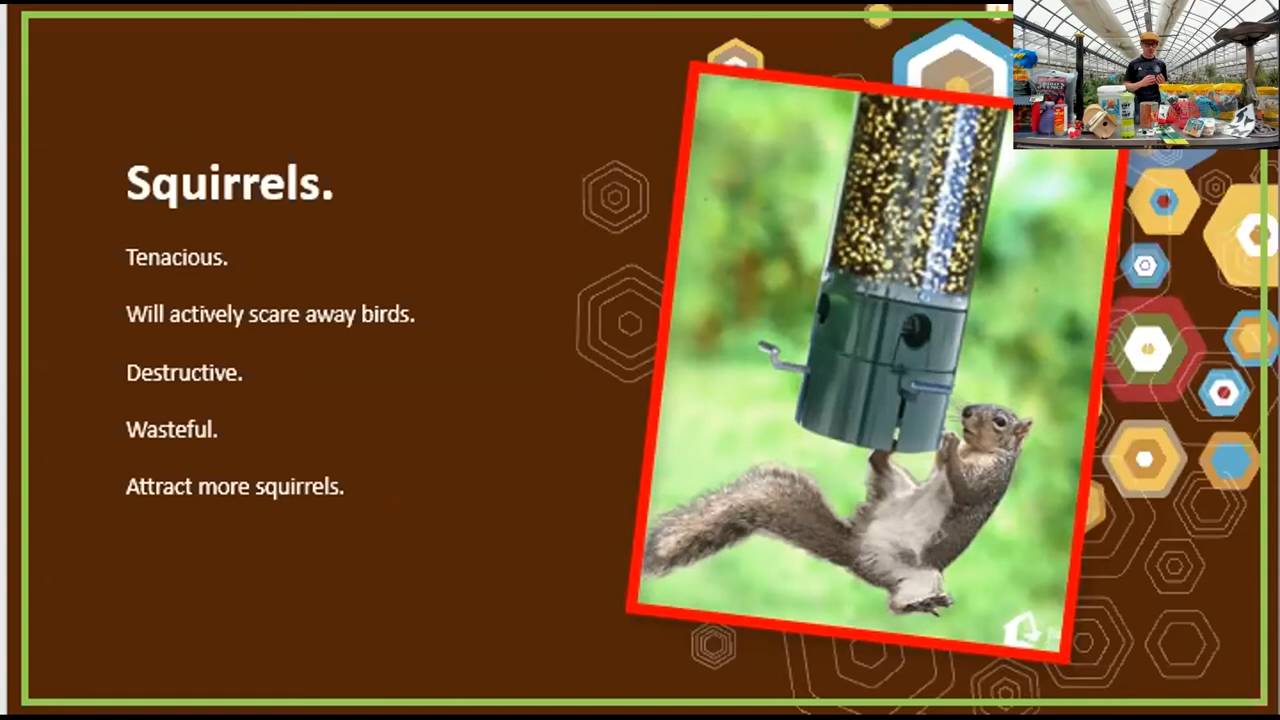 Squirrels.
Tenacious.
Will actively scare away birds.
Destructive.
Wasteful.
Attract more squirrels.